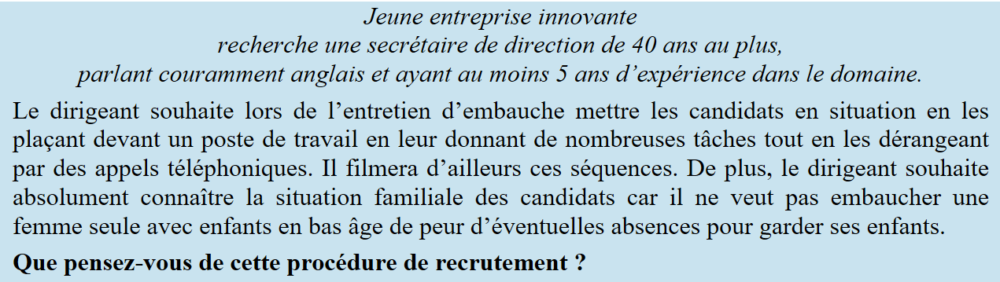 Jeune entreprise innovante
recherche une secrétaire de direction de 40 ans au plus,
parlant couramment anglais et ayant au moins 5 ans d’expérience dans le domaine.
Le dirigeant souhaite lors de l’entretien d’embauche mettre les candidats en situation en les
plaçant devant un poste de travail en leur donnant de nombreuses tâches tout en les dérangeant
par des appels téléphoniques. Il filmera d’ailleurs ces séquences. De plus, le dirigeant souhaite
absolument connaître la situation familiale des candidats car il ne veut pas embaucher une
femme seule avec enfants en bas âge de peur d’éventuelles absences pour garder ses enfants.
Que pensez-vous de cette procédure de recrutement ?